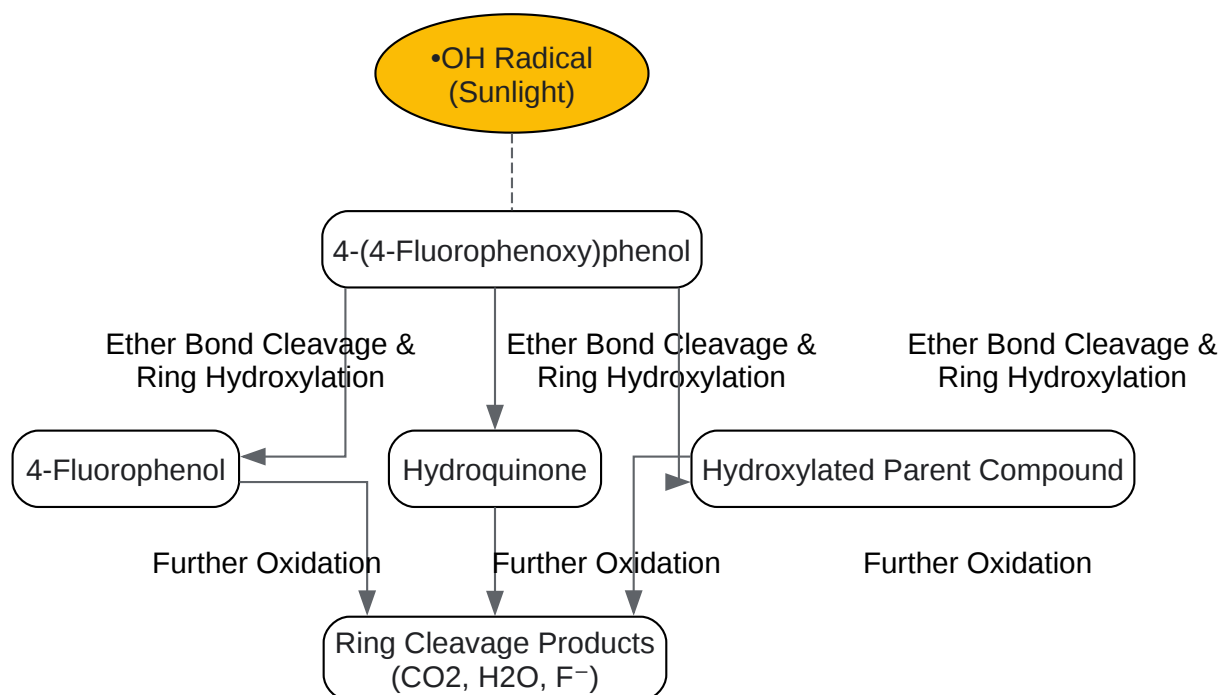 •OH Radical
(Sunlight)
4-(4-Fluorophenoxy)phenol
Ether Bond Cleavage &
Ring Hydroxylation
Ether Bond Cleavage &
Ring Hydroxylation
Ether Bond Cleavage &
Ring Hydroxylation
4-Fluorophenol
Hydroquinone
Hydroxylated Parent Compound
Further Oxidation
Further Oxidation
Further Oxidation
Ring Cleavage Products
(CO2, H2O, F⁻)